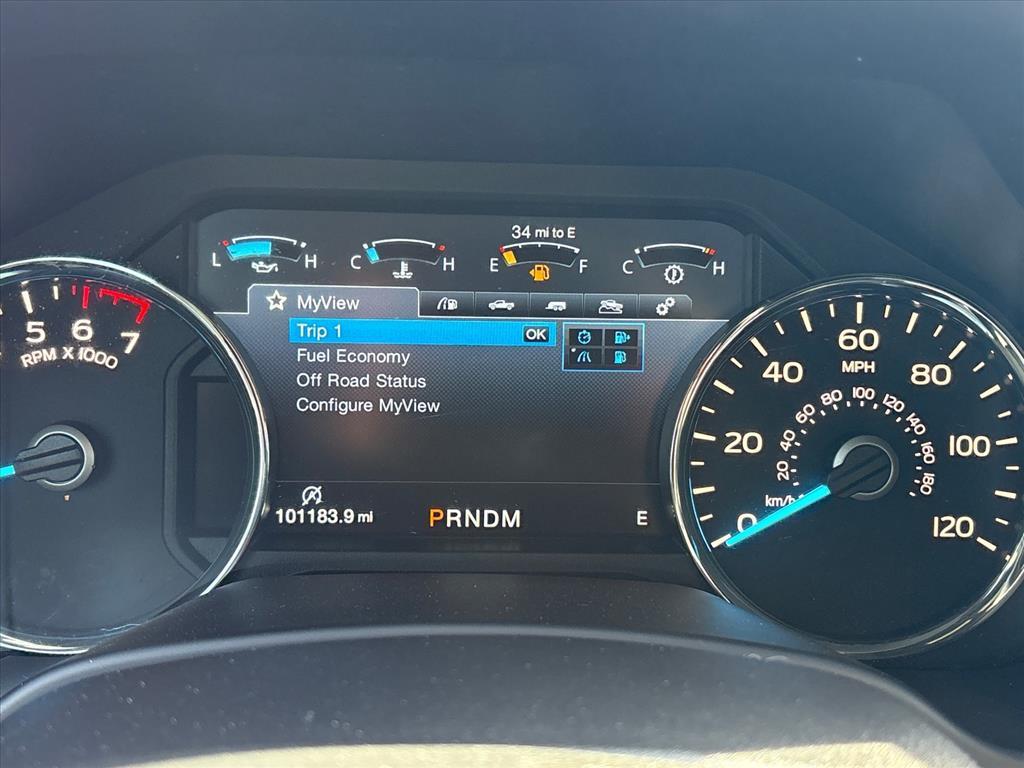 34 mi to E
L H C H E F C H
MyView
Trip 1 OK
Fuel Economy
Off Road Status
Configure MyView
101183.9 mi PRNDM E
5 6 7
RPM X 1000
0 20 40 60 80 100 120
MPH
20 40 60 80 100 120 140 160 180
km/h